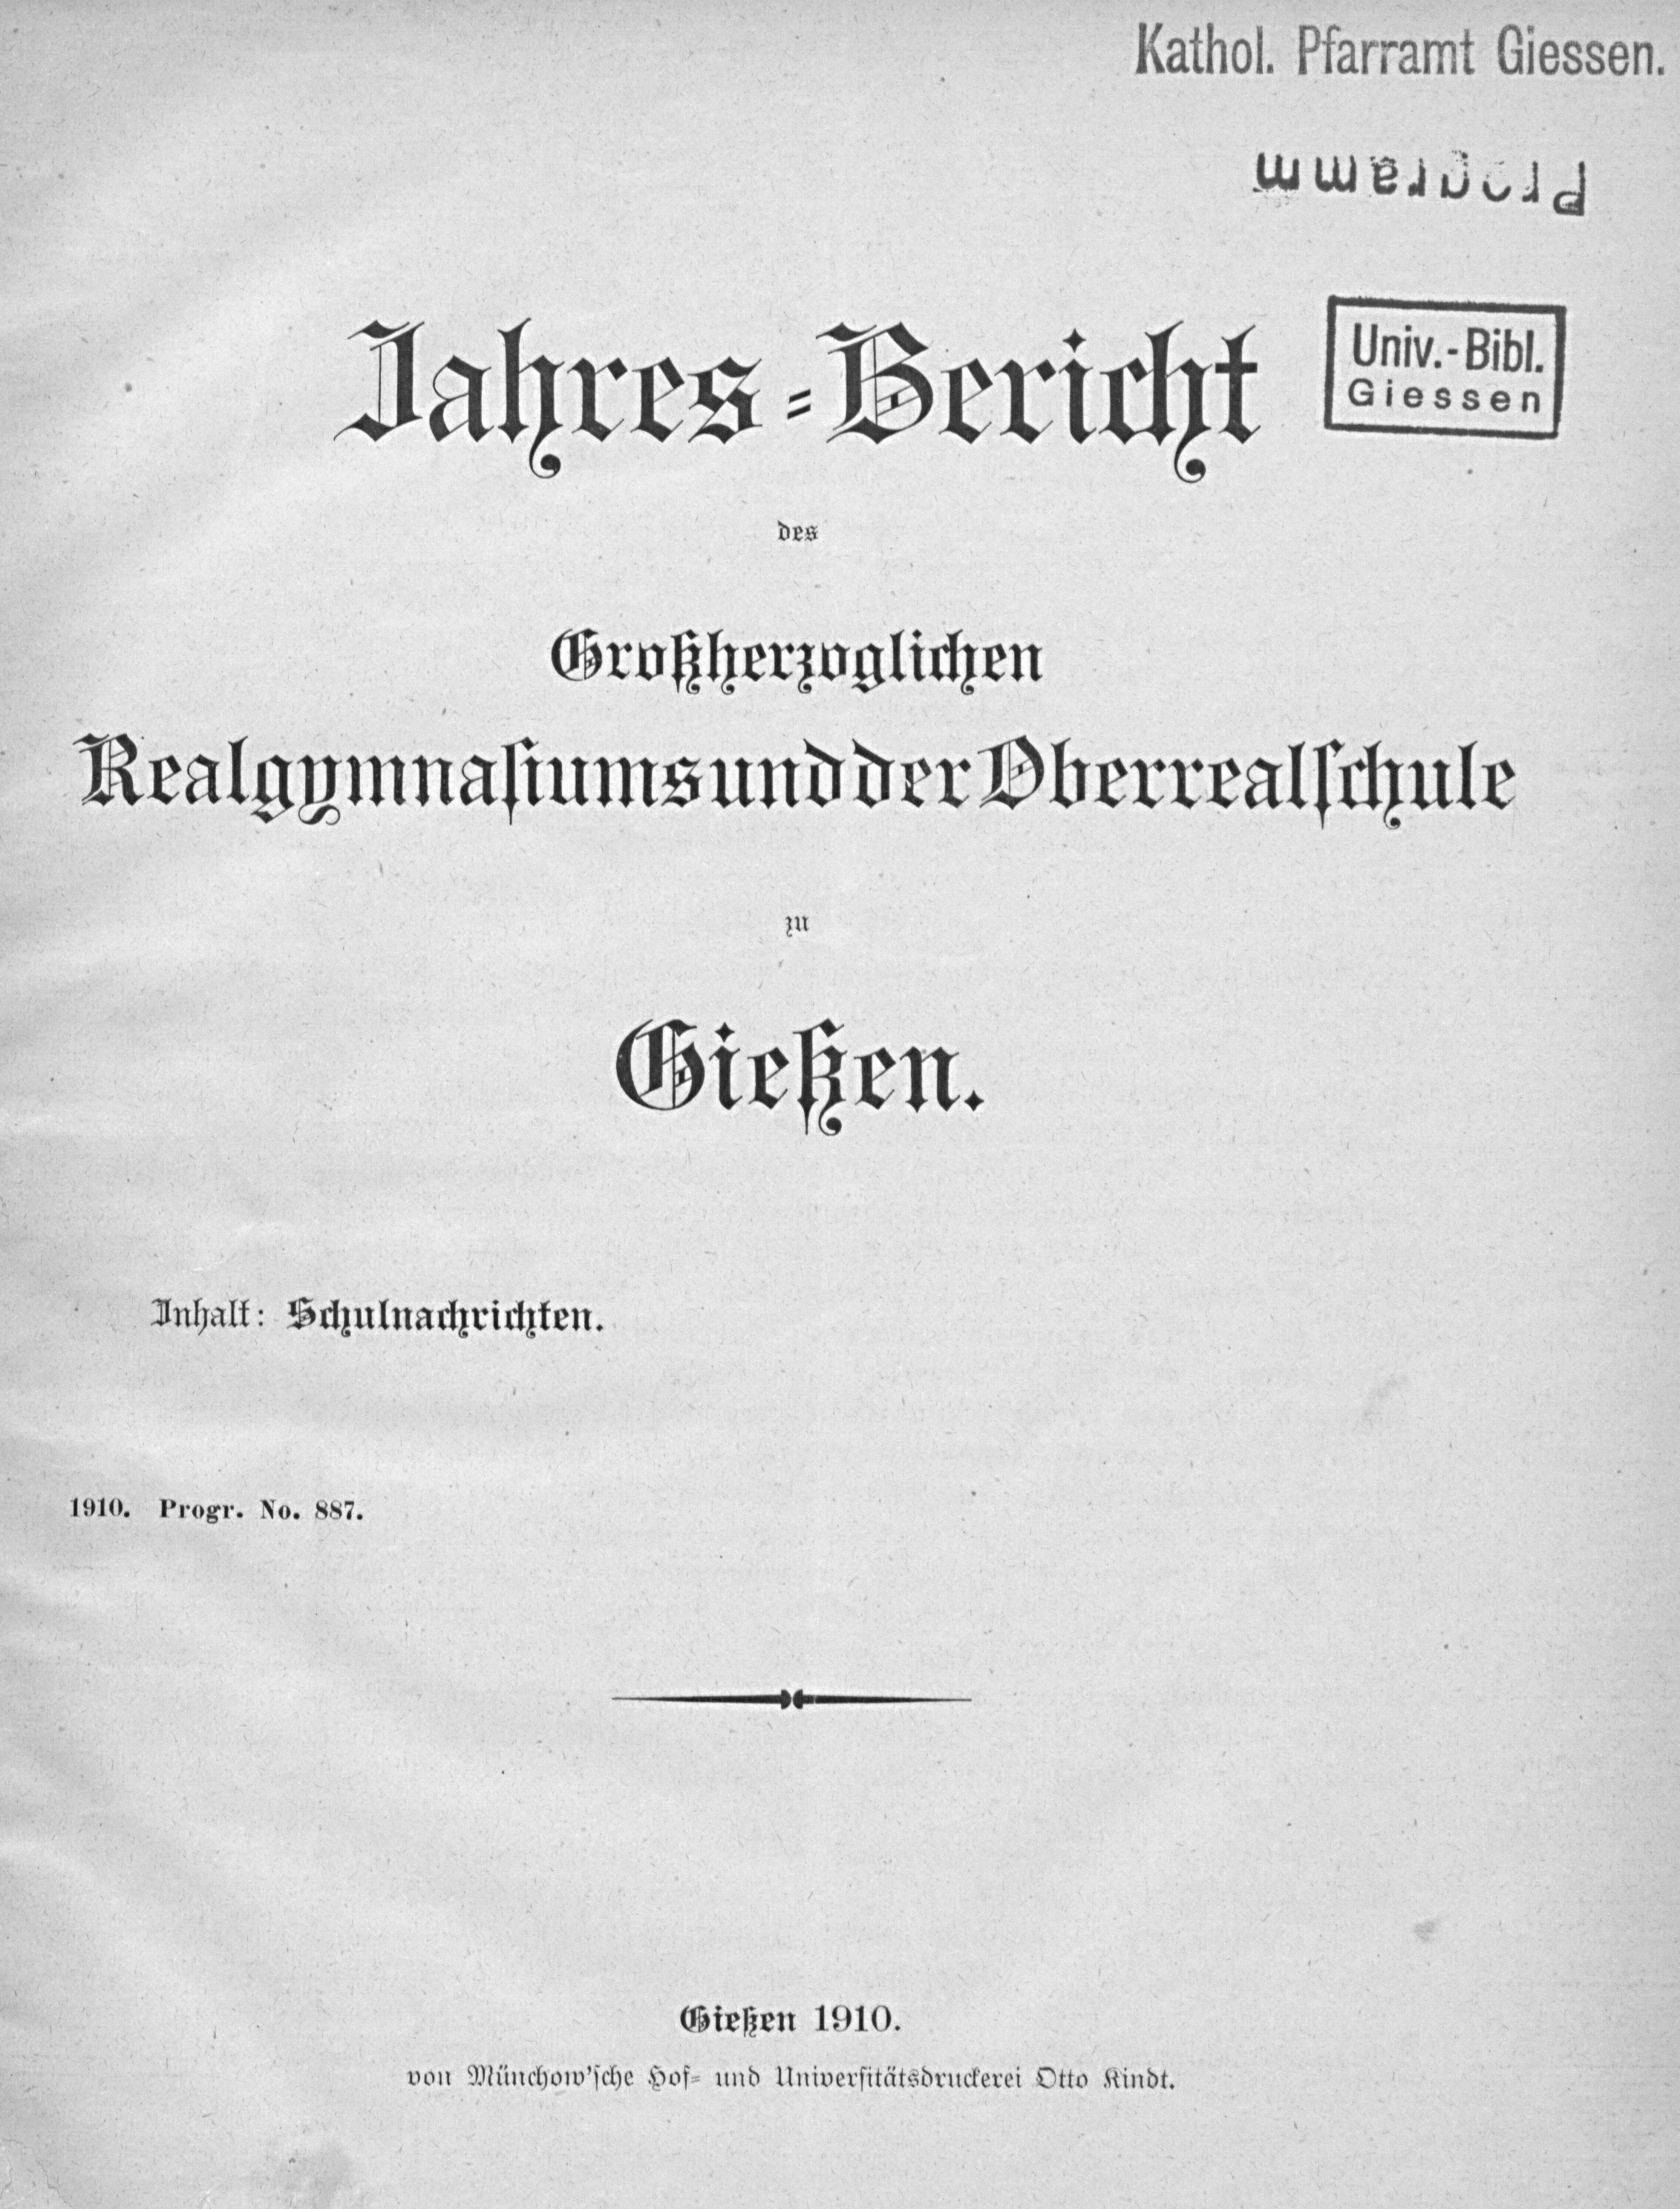 Kathol. Pfarramt Giessen.
Programm
Jahres-Bericht
Univ.-Bibl.
Giessen
des
Großherzoglichen
Realgymnasiums und der Oberrealschule
zu
Gießen.
Inhalt: Schulnachrichten.
1910. Progr. No. 887.
Gießen 1910.
von Münchow'sche Hof- und Universitätsdruckerei Otto Kindt.